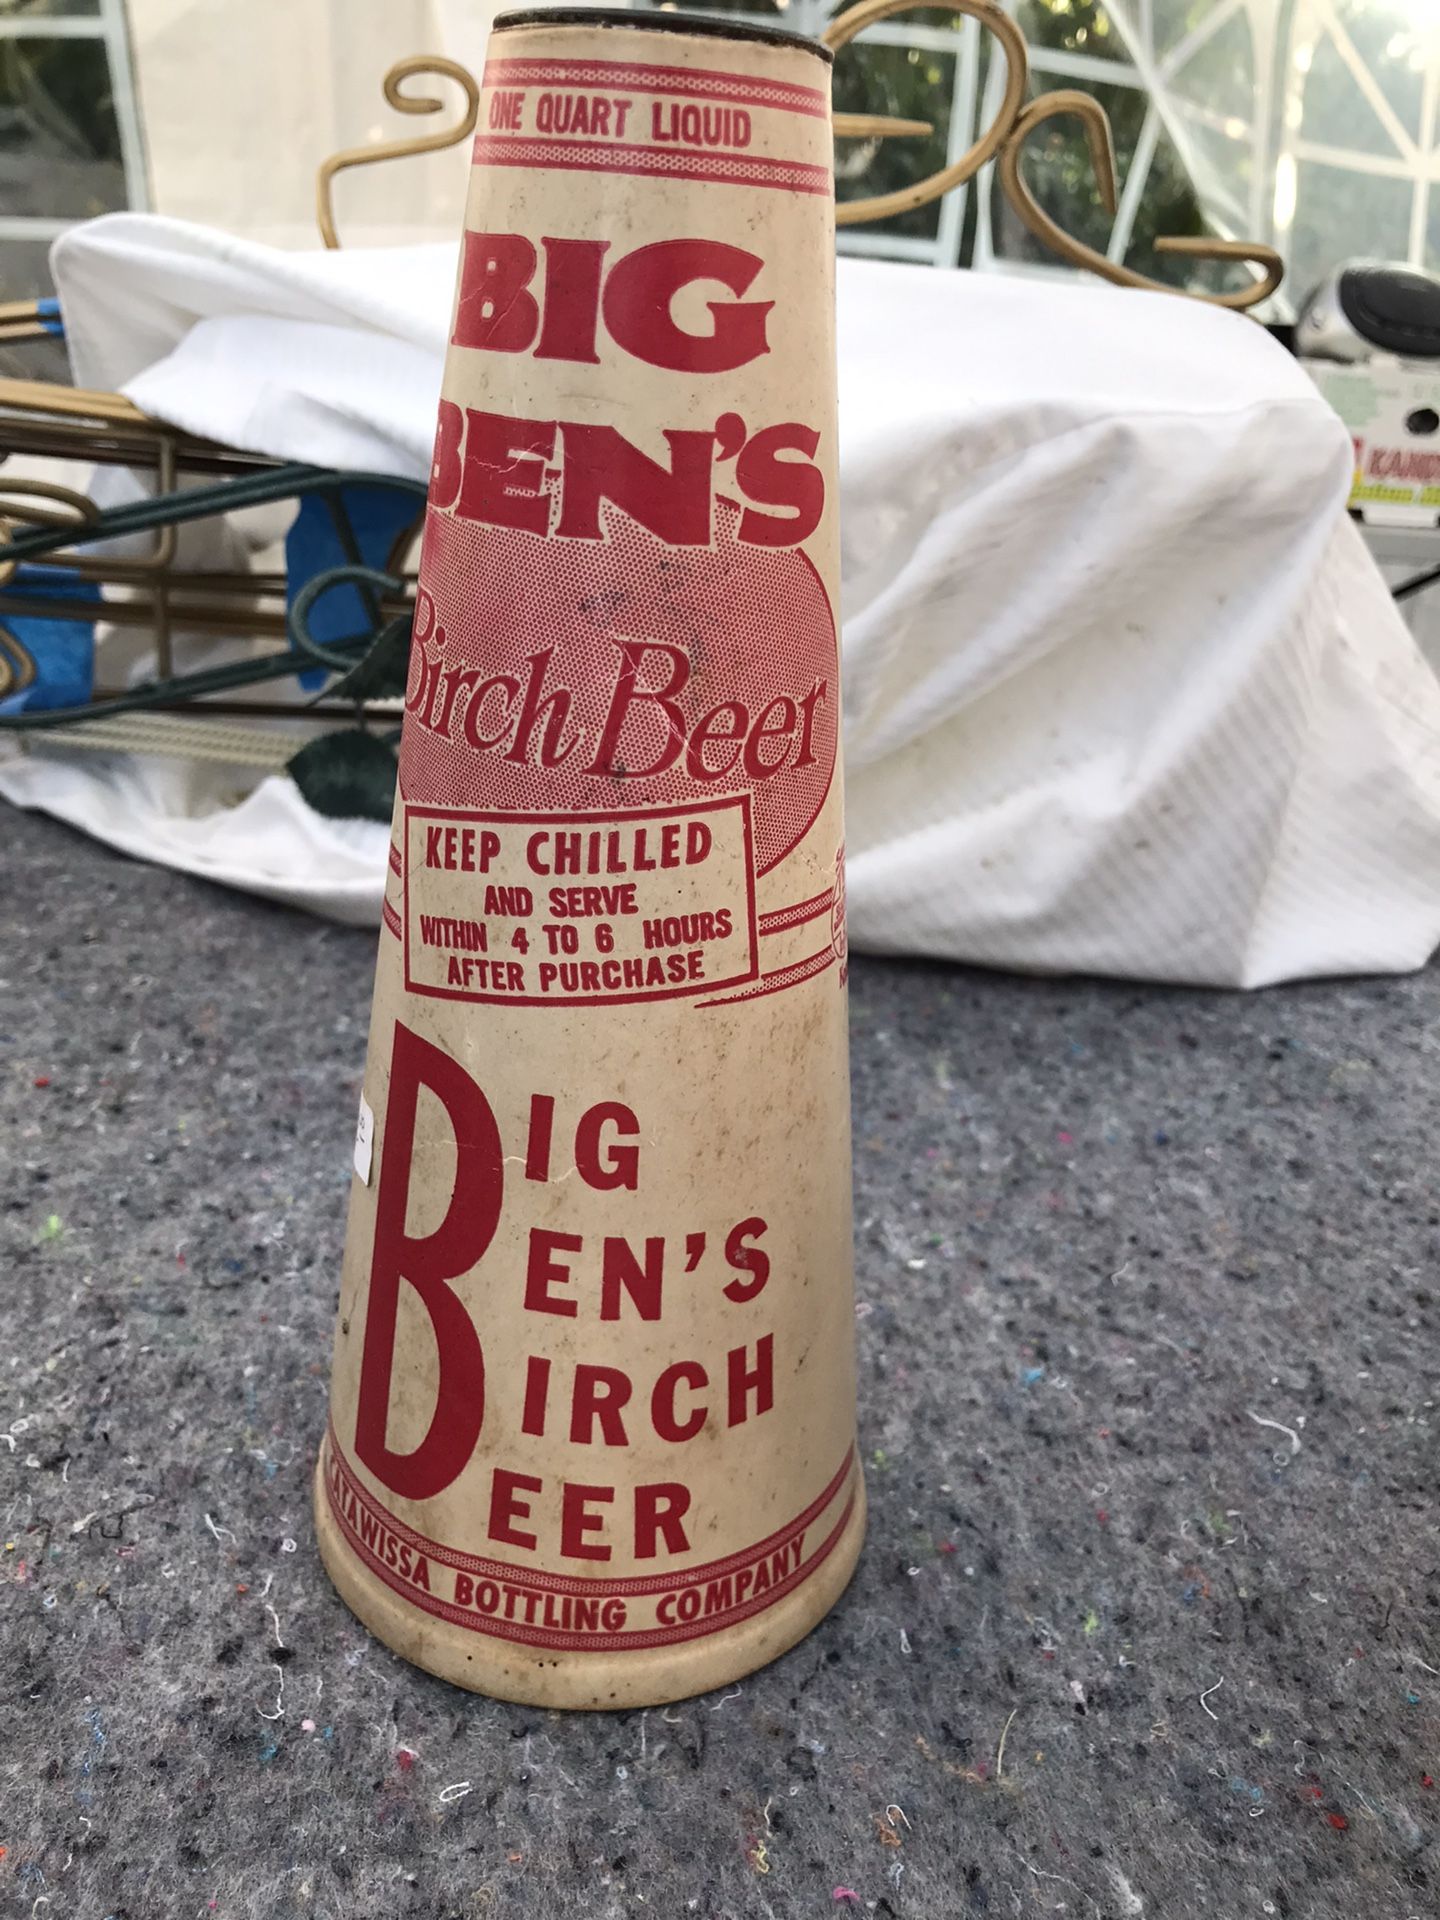 ONE QUART LIQUID
BIG
BEN'S
Birch Beer
KEEP CHILLED
AND SERVE
WITHIN 4 TO 6 HOURS
AFTER PURCHASE
BIG
BEN'S
BIRCH
BEER
CATAWISSA BOTTLING COMPANY